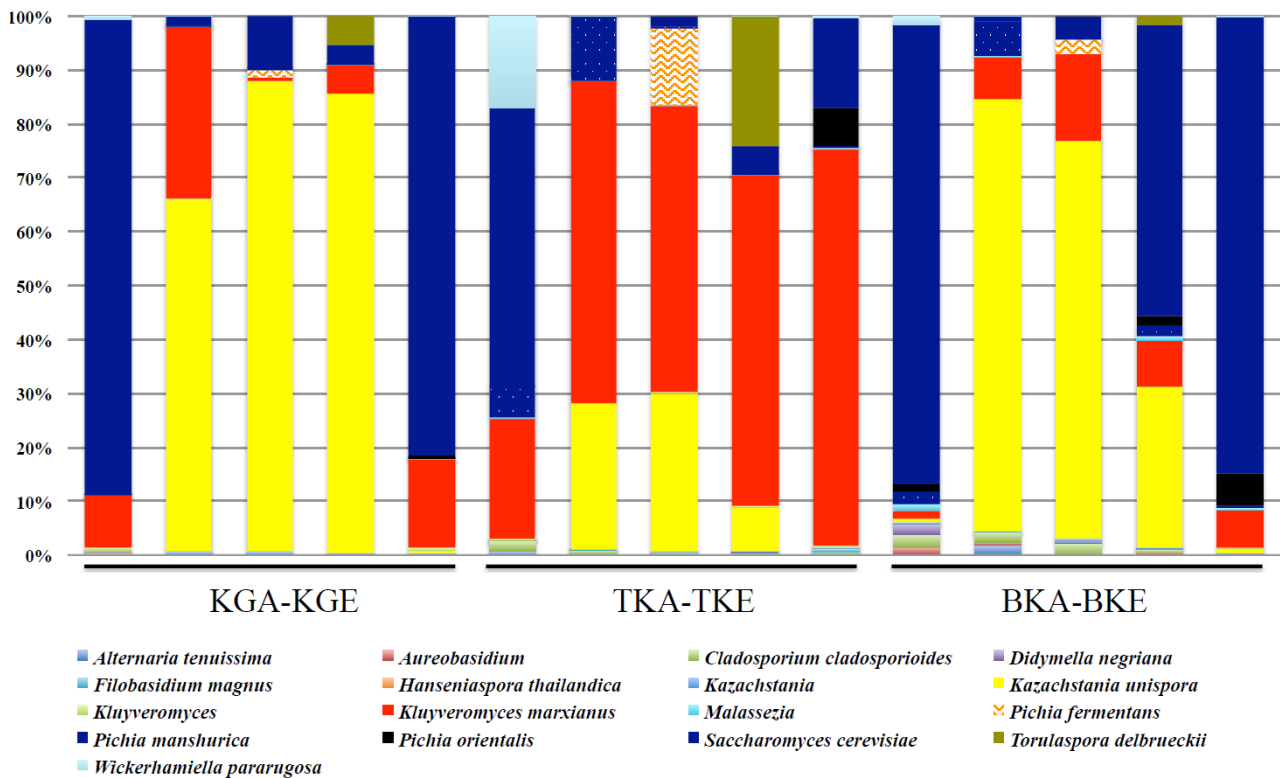 100%
90%
80%
70%
60%
50%
40%
30%
20%
10%
0%
KGA-KGE TKA-TKE BKA-BKE
Alternaria tenuissima Aureobasidium Cladosporium cladosporioides Didymella negriana
Filobasidium magnus Hanseniaspora thailandica Kazachstania Kazachstania unispora
Kluyveromyces Kluyveromyces marxianus Malassezia Pichia fermentans
Pichia manshurica Pichia orientalis Saccharomyces cerevisiae Torulaspora delbrueckii
Wickerhamiella pararugosa